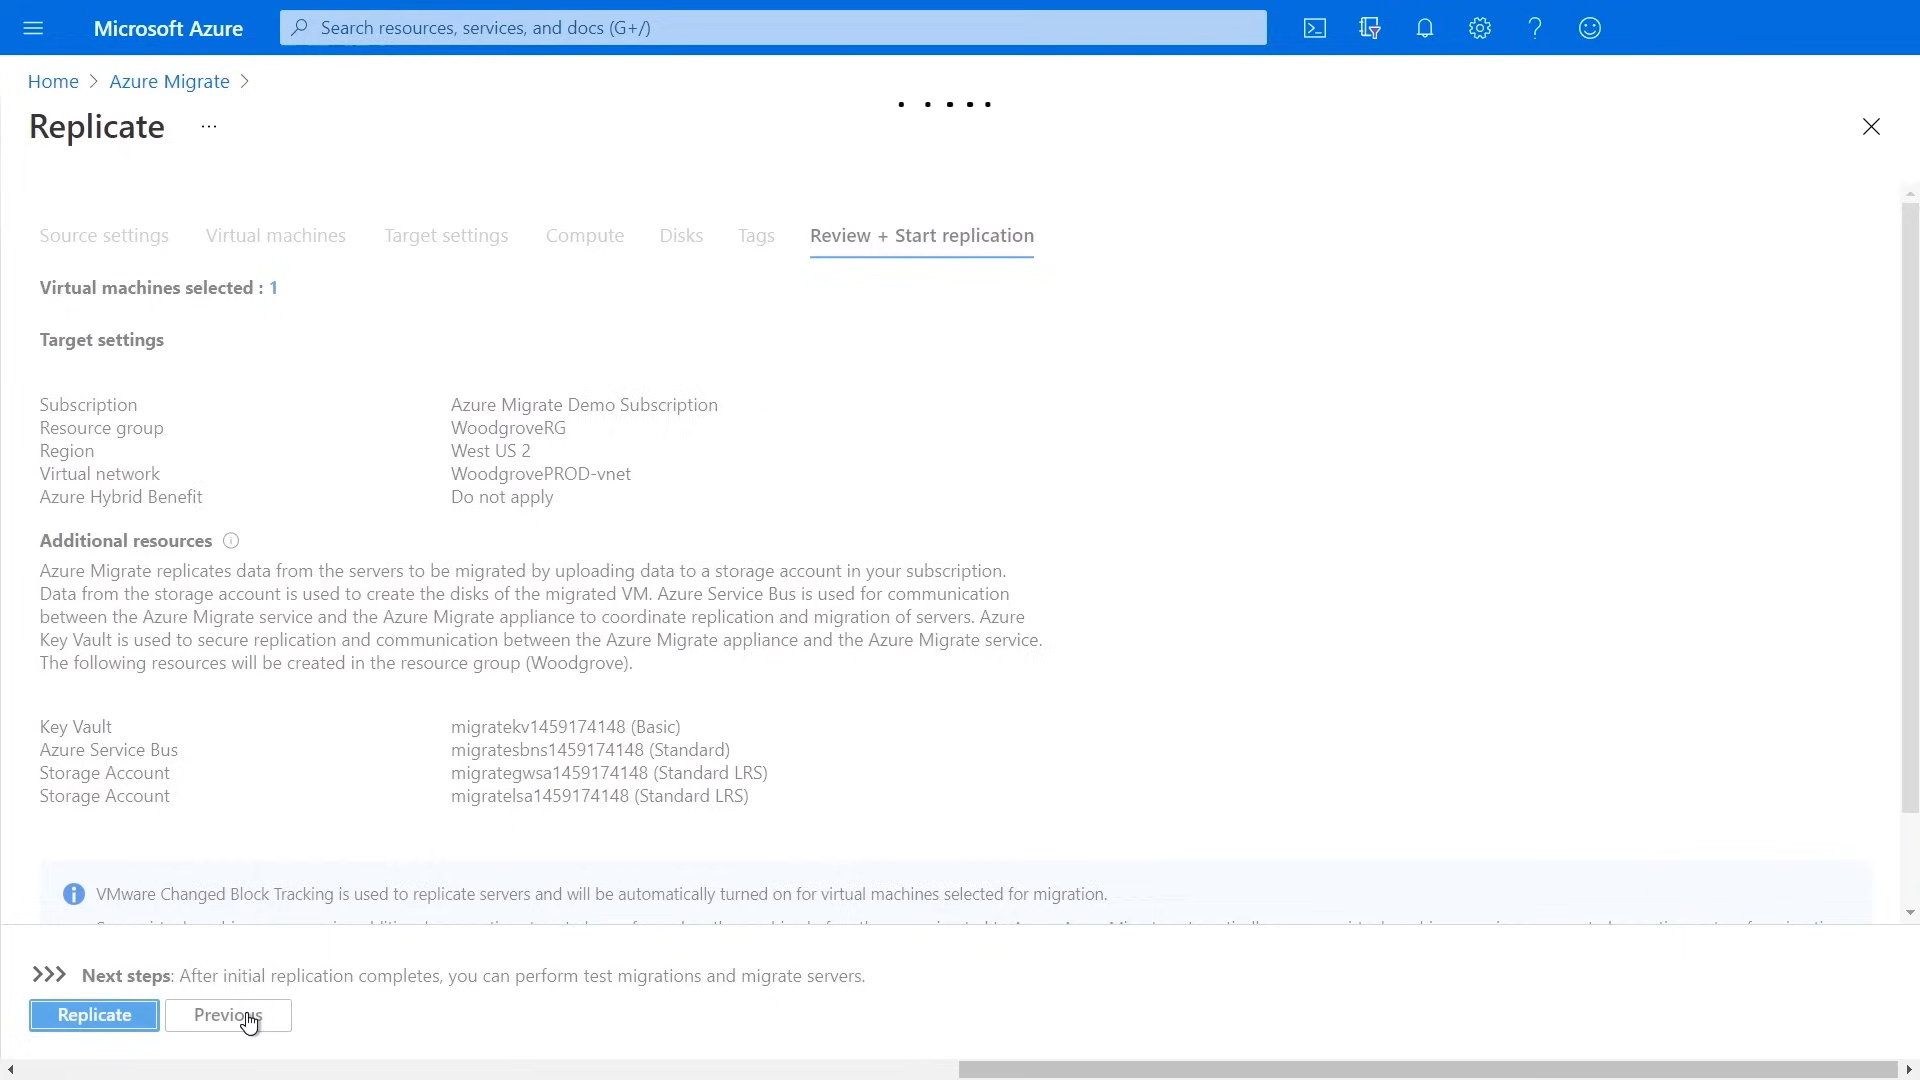 Microsoft Azure
Search resources, services, and docs (G+/)
Home > Azure Migrate >
Replicate ...
Source settings Virtual machines Target settings Compute Disks Tags Review + Start replication
Virtual machines selected : 1
Target settings
Subscription Azure Migrate Demo Subscription
Resource group WoodgroveRG
Region West US 2
Virtual network WoodgrovePROD-vnet
Azure Hybrid Benefit Do not apply
Additional resources
Azure Migrate replicates data from the servers to be migrated by uploading data to a storage account in your subscription.
Data from the storage account is used to create the disks of the migrated VM. Azure Service Bus is used for communication
between the Azure Migrate service and the Azure Migrate appliance to coordinate replication and migration of servers. Azure
Key Vault is used to secure replication and communication between the Azure Migrate appliance and the Azure Migrate service.
The following resources will be created in the resource group (Woodgrove).
Key Vault migratekv1459174148 (Basic)
Azure Service Bus migratesbns1459174148 (Standard)
Storage Account migrategwsa1459174148 (Standard LRS)
Storage Account migratelsa1459174148 (Standard LRS)
VMware Changed Block Tracking is used to replicate servers and will be automatically turned on for virtual machines selected for migration.
>>> Next steps: After initial replication completes, you can perform test migrations and migrate servers.
Replicate Previous